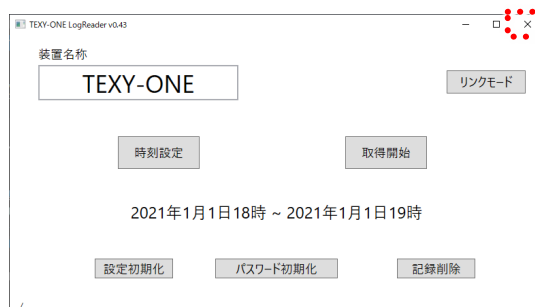 TEXY-ONE LogReader v0.43
装置名称
TEXY-ONE
リンクモード
時刻設定
取得開始
2021年1月1日18時 ~ 2021年1月1日19時
設定初期化
パスワード初期化
記録削除